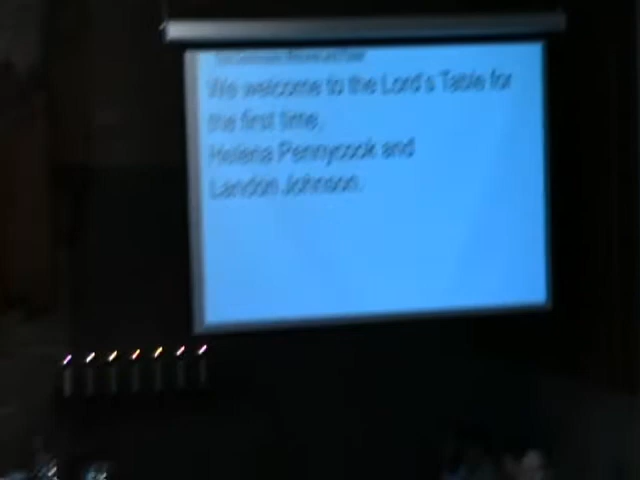 We welcome to the Lord's Table for
the first time,
Helena Pennycook and
Landon Johnson.